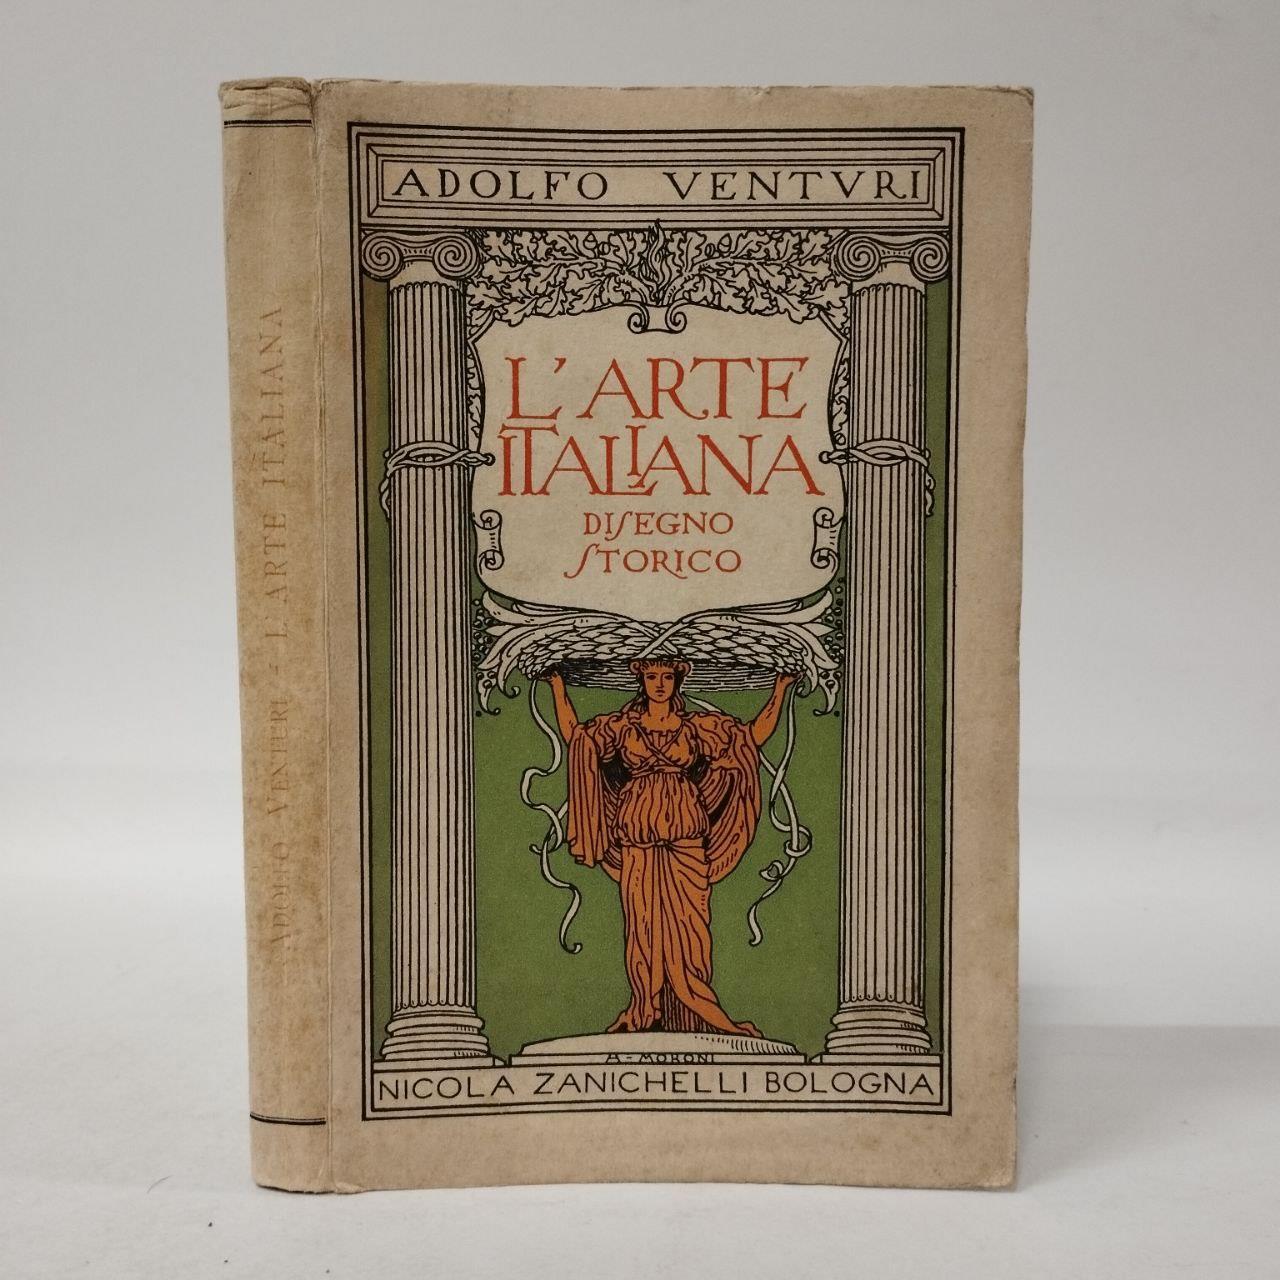 ADOLFO VENTVRI
L'ARTE
ITALIANA
DISEGNO
STORICO
A-MORONI
NICOLA ZANICHELLI BOLOGNA
ADOLFO VENTURI - L'ARTE ITALIANA